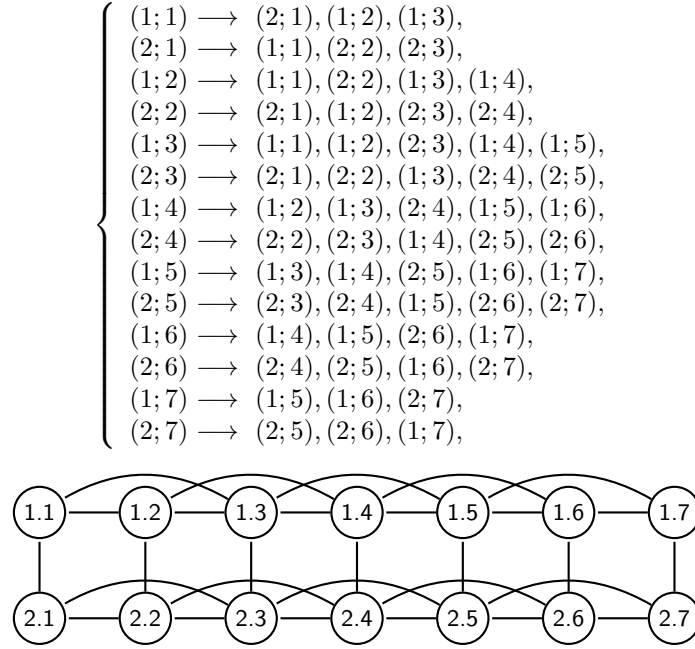 (1; 1) ⟶ (2; 1), (1; 2), (1; 3),
(2; 1) ⟶ (1; 1), (2; 2), (2; 3),
(1; 2) ⟶ (1; 1), (2; 2), (1; 3), (1; 4),
(2; 2) ⟶ (2; 1), (1; 2), (2; 3), (2; 4),
(1; 3) ⟶ (1; 1), (1; 2), (2; 3), (1; 4), (1; 5),
(2; 3) ⟶ (2; 1), (2; 2), (1; 3), (2; 4), (2; 5),
(1; 4) ⟶ (1; 2), (1; 3), (2; 4), (1; 5), (1; 6),
(2; 4) ⟶ (2; 2), (2; 3), (1; 4), (2; 5), (2; 6),
(1; 5) ⟶ (1; 3), (1; 4), (2; 5), (1; 6), (1; 7),
(2; 5) ⟶ (2; 3), (2; 4), (1; 5), (2; 6), (2; 7),
(1; 6) ⟶ (1; 4), (1; 5), (2; 6), (1; 7),
(2; 6) ⟶ (2; 4), (2; 5), (1; 6), (2; 7),
(1; 7) ⟶ (1; 5), (1; 6), (2; 7),
(2; 7) ⟶ (2; 5), (2; 6), (1; 7),
1.1 1.2 1.3 1.4 1.5 1.6 1.7
2.1 2.2 2.3 2.4 2.5 2.6 2.7